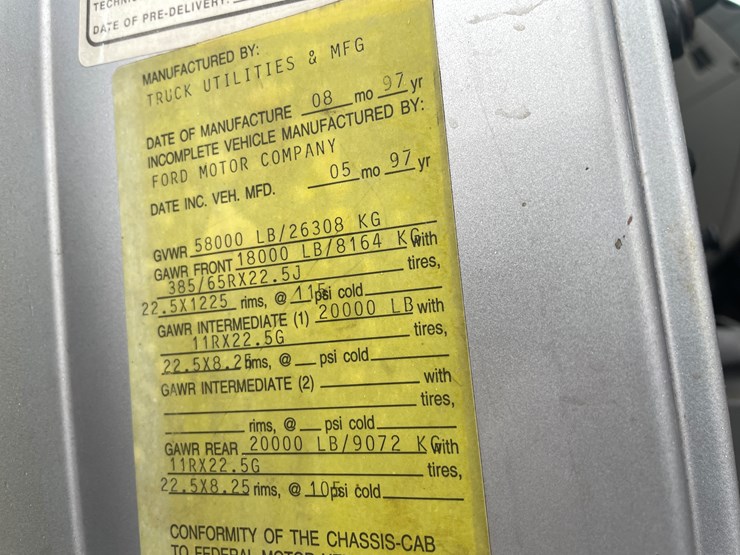 DATE OF PRE-DELIVERY:
MANUFACTURED BY:
TRUCK UTILITIES & MFG
DATE OF MANUFACTURE 08 mo 97 yr
INCOMPLETE VEHICLE MANUFACTURED BY:
FORD MOTOR COMPANY
DATE INC. VEH. MFD. 05 mo 97 yr
GVWR 58000 LB/26308 KG
GAWR FRONT 18000 LB/8164 KG with
385/65RX22.5J tires,
22.5X1225 rims, @ 115 psi cold
GAWR INTERMEDIATE (1) 20000 LB with
11RX22.5G tires,
22.5X8.25 rims, @ psi cold
GAWR INTERMEDIATE (2) with
tires,
rims, @ psi cold
GAWR REAR 20000 LB/9072 KG with
11RX22.5G tires,
22.5X8.25 rims, @ 105 psi cold
CONFORMITY OF THE CHASSIS-CAB
TO FEDERAL MOTOR